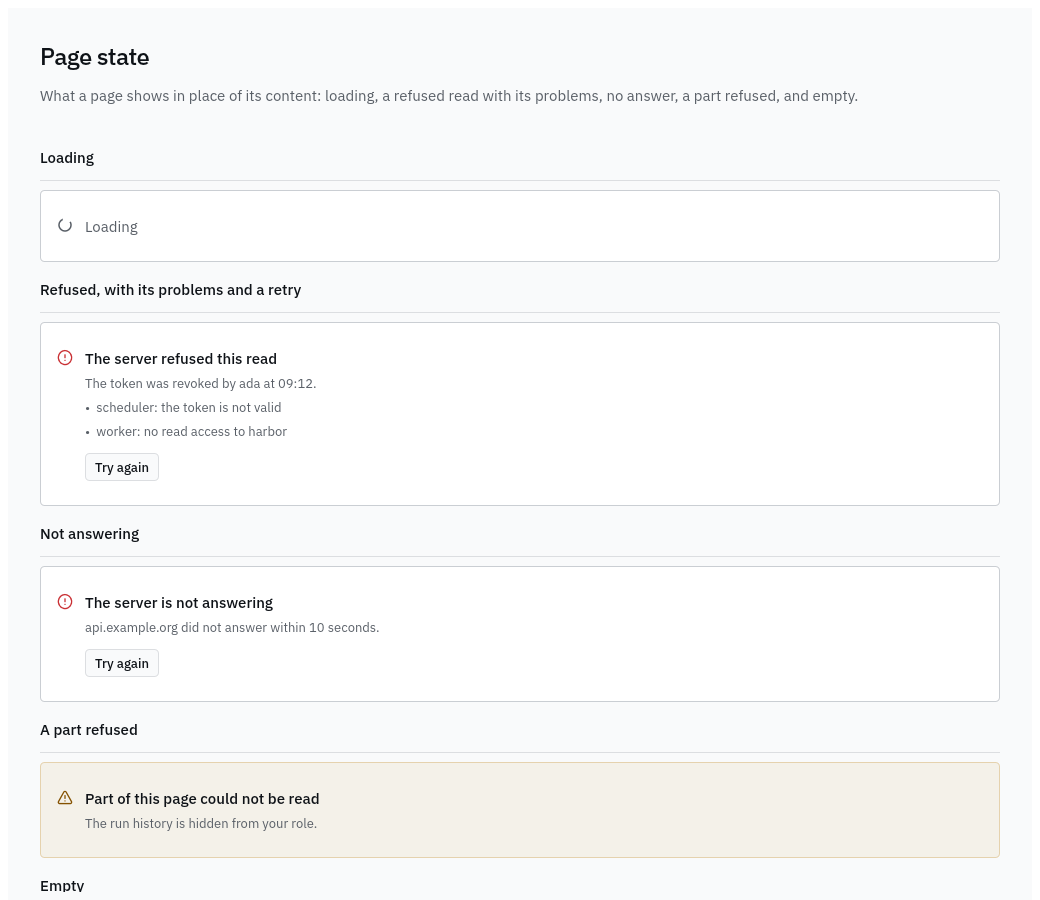 Page state
What a page shows in place of its content: loading, a refused read with its problems, no answer, a part refused, and empty.
Loading
Loading
Refused, with its problems and a retry
The server refused this read
The token was revoked by ada at 09:12.
• scheduler: the token is not valid
• worker: no read access to harbor
Try again
Not answering
The server is not answering
api.example.org did not answer within 10 seconds.
Try again
A part refused
Part of this page could not be read
The run history is hidden from your role.
Empty